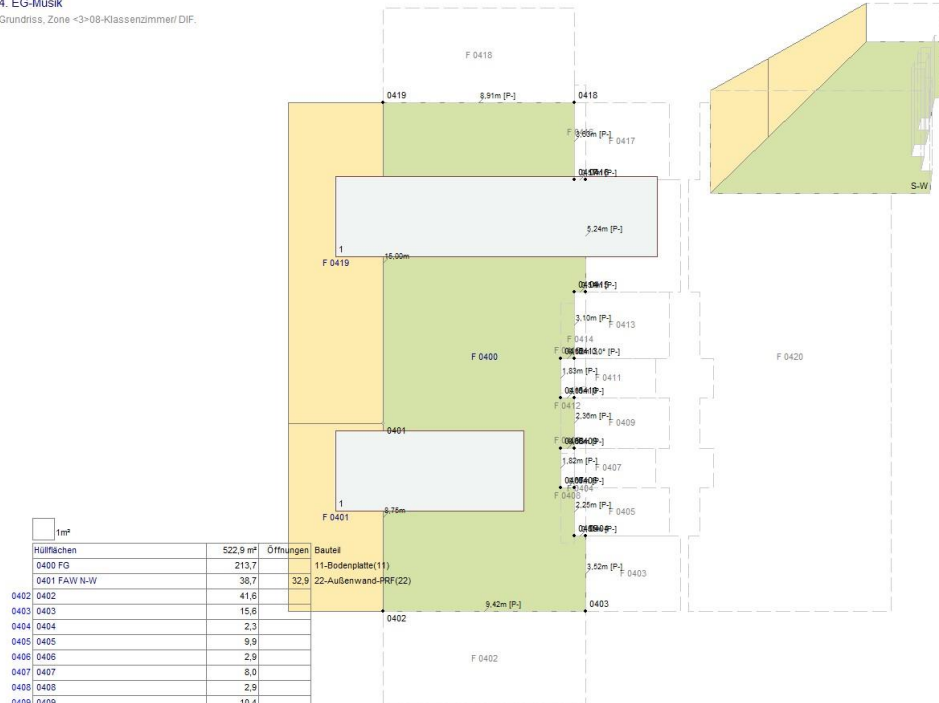 4. EG-Musik
Grundriss, Zone <3>08-Klassenzimmer/ DIF.
F 0418
0419
8,91m [P-]
0418
F 0417
S-W
5,24m [P-]
1
F 0419
15,00m
3,10m [P-]
F 0413
F 0414
F 0400
F 0420
1,83m [P-]
F 0411
F 0412
2,36m [P-]
F 0409
0401
1,82m [P-]
F 0407
F 0408
1
F 0401
8,76m
2,25m [P-]
F 0405
3,52m [P-]
F 0403
9,42m [P-]
0403
0402
F 0402
1m²
Hüllflächen 522,9 m² Öffnungen Bauteil
0400 FG 213,7 11-Bodenplatte(11)
0401 FAW N-W 38,7 32,9 22-Außenwand-PRF(22)
0402 0402 41,6
0403 0403 15,6
0404 0404 2,3
0405 0405 9,9
0406 0406 2,9
0407 0407 8,0
0408 0408 2,9
0409 0409 10,4